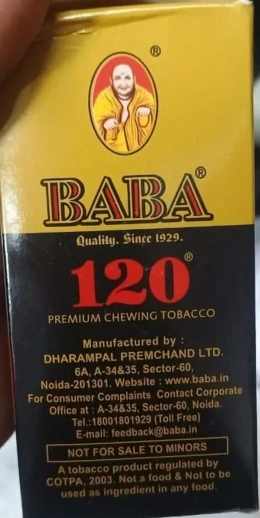 ®
BABA®
Quality. Since 1929.
120®
PREMIUM CHEWING TOBACCO
Manufactured by :
DHARAMPAL PREMCHAND LTD.
6A, A-34&35, Sector-60,
Noida-201301. Website : www.baba.in
For Consumer Complaints Contact Corporate
Office at : A-34&35, Sector-60, Noida.
Tel.:18001801929 (Toll Free)
E-mail: feedback@baba.in
NOT FOR SALE TO MINORS
A tobacco product regulated by
COTPA, 2003. Not a food & Not to be
used as ingredient in any food.